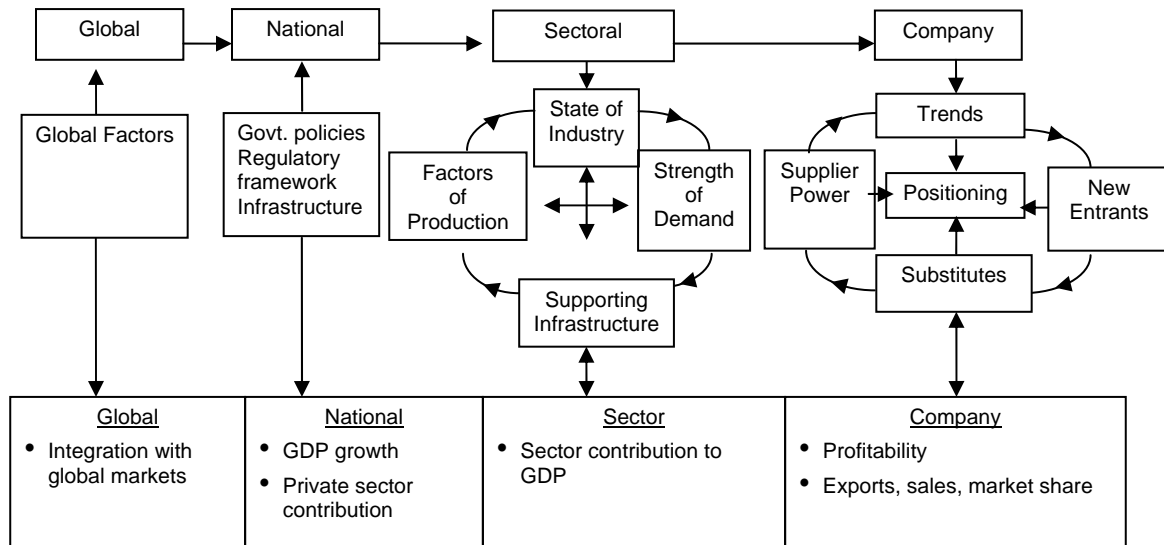 Global
National
Sectoral
Company
Global Factors
Govt. policies
Regulatory
framework
Infrastructure
State of
Industry
Factors
of
Production
Strength
of
Demand
Supporting
Infrastructure
Trends
Supplier
Power
Positioning
New
Entrants
Substitutes
Global
• Integration with
global markets
National
• GDP growth
• Private sector
contribution
Sector
• Sector contribution to
GDP
Company
• Profitability
• Exports, sales, market share